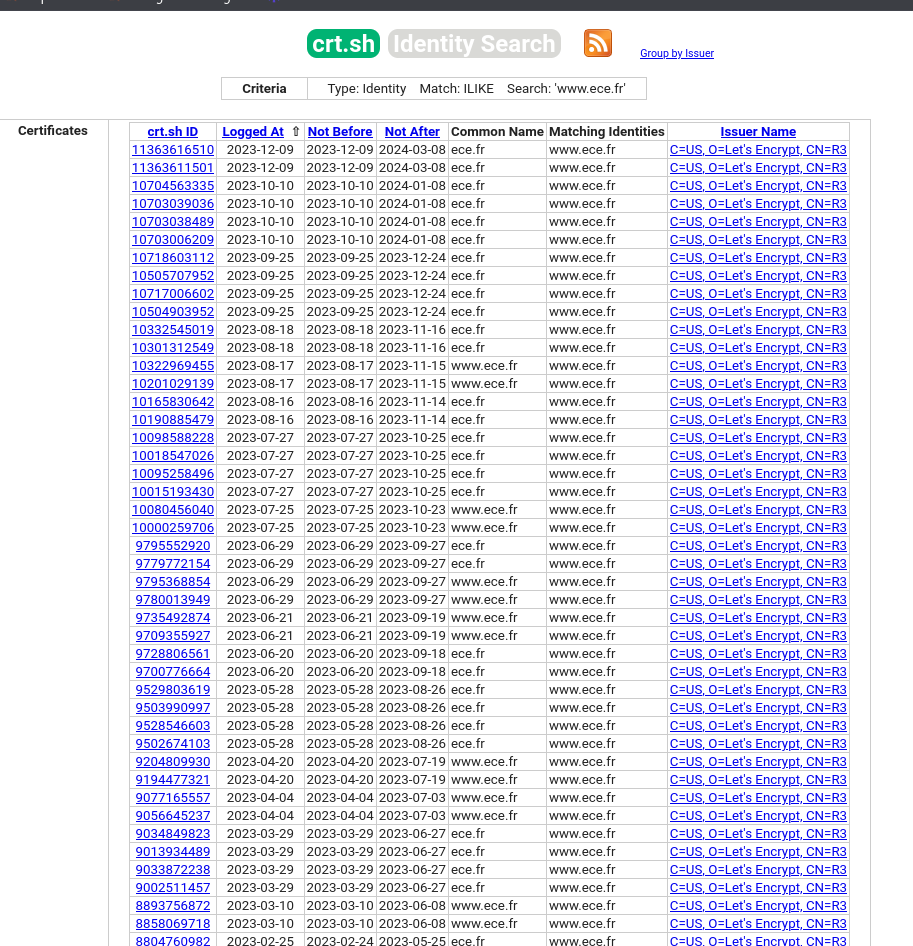 crt.sh Identity Search Group by Issuer
Criteria Type: Identity Match: ILIKE Search: 'www.ece.fr'
Certificates
crt.sh ID Logged At ⇧ Not Before Not After Common Name Matching Identities Issuer Name
11363616510 2023-12-09 2023-12-09 2024-03-08 ece.fr www.ece.fr C=US, O=Let's Encrypt, CN=R3
11363611501 2023-12-09 2023-12-09 2024-03-08 ece.fr www.ece.fr C=US, O=Let's Encrypt, CN=R3
10704563335 2023-10-10 2023-10-10 2024-01-08 ece.fr www.ece.fr C=US, O=Let's Encrypt, CN=R3
10703039036 2023-10-10 2023-10-10 2024-01-08 ece.fr www.ece.fr C=US, O=Let's Encrypt, CN=R3
10703038489 2023-10-10 2023-10-10 2024-01-08 ece.fr www.ece.fr C=US, O=Let's Encrypt, CN=R3
10703006209 2023-10-10 2023-10-10 2024-01-08 ece.fr www.ece.fr C=US, O=Let's Encrypt, CN=R3
10718603112 2023-09-25 2023-09-25 2023-12-24 ece.fr www.ece.fr C=US, O=Let's Encrypt, CN=R3
10505707952 2023-09-25 2023-09-25 2023-12-24 ece.fr www.ece.fr C=US, O=Let's Encrypt, CN=R3
10717006602 2023-09-25 2023-09-25 2023-12-24 ece.fr www.ece.fr C=US, O=Let's Encrypt, CN=R3
10504903952 2023-09-25 2023-09-25 2023-12-24 ece.fr www.ece.fr C=US, O=Let's Encrypt, CN=R3
10332545019 2023-08-18 2023-08-18 2023-11-16 ece.fr www.ece.fr C=US, O=Let's Encrypt, CN=R3
10301312549 2023-08-18 2023-08-18 2023-11-16 ece.fr www.ece.fr C=US, O=Let's Encrypt, CN=R3
10322969455 2023-08-17 2023-08-17 2023-11-15 www.ece.fr www.ece.fr C=US, O=Let's Encrypt, CN=R3
10201029139 2023-08-17 2023-08-17 2023-11-15 www.ece.fr www.ece.fr C=US, O=Let's Encrypt, CN=R3
10165830642 2023-08-16 2023-08-16 2023-11-14 ece.fr www.ece.fr C=US, O=Let's Encrypt, CN=R3
10190885479 2023-08-16 2023-08-16 2023-11-14 ece.fr www.ece.fr C=US, O=Let's Encrypt, CN=R3
10098588228 2023-07-27 2023-07-27 2023-10-25 ece.fr www.ece.fr C=US, O=Let's Encrypt, CN=R3
10018547026 2023-07-27 2023-07-27 2023-10-25 ece.fr www.ece.fr C=US, O=Let's Encrypt, CN=R3
10095258496 2023-07-27 2023-07-27 2023-10-25 ece.fr www.ece.fr C=US, O=Let's Encrypt, CN=R3
10015193430 2023-07-27 2023-07-27 2023-10-25 ece.fr www.ece.fr C=US, O=Let's Encrypt, CN=R3
10080456040 2023-07-25 2023-07-25 2023-10-23 www.ece.fr www.ece.fr C=US, O=Let's Encrypt, CN=R3
10000259706 2023-07-25 2023-07-25 2023-10-23 www.ece.fr www.ece.fr C=US, O=Let's Encrypt, CN=R3
9795552920 2023-06-29 2023-06-29 2023-09-27 ece.fr www.ece.fr C=US, O=Let's Encrypt, CN=R3
9779772154 2023-06-29 2023-06-29 2023-09-27 ece.fr www.ece.fr C=US, O=Let's Encrypt, CN=R3
9795368854 2023-06-29 2023-06-29 2023-09-27 www.ece.fr www.ece.fr C=US, O=Let's Encrypt, CN=R3
9780013949 2023-06-29 2023-06-29 2023-09-27 www.ece.fr www.ece.fr C=US, O=Let's Encrypt, CN=R3
9735492874 2023-06-21 2023-06-21 2023-09-19 www.ece.fr www.ece.fr C=US, O=Let's Encrypt, CN=R3
9709355927 2023-06-21 2023-06-21 2023-09-19 www.ece.fr www.ece.fr C=US, O=Let's Encrypt, CN=R3
9728806561 2023-06-20 2023-06-20 2023-09-18 ece.fr www.ece.fr C=US, O=Let's Encrypt, CN=R3
9700776664 2023-06-20 2023-06-20 2023-09-18 ece.fr www.ece.fr C=US, O=Let's Encrypt, CN=R3
9529803619 2023-05-28 2023-05-28 2023-08-26 ece.fr www.ece.fr C=US, O=Let's Encrypt, CN=R3
9503990997 2023-05-28 2023-05-28 2023-08-26 ece.fr www.ece.fr C=US, O=Let's Encrypt, CN=R3
9528546603 2023-05-28 2023-05-28 2023-08-26 ece.fr www.ece.fr C=US, O=Let's Encrypt, CN=R3
9502674103 2023-05-28 2023-05-28 2023-08-26 ece.fr www.ece.fr C=US, O=Let's Encrypt, CN=R3
9204809930 2023-04-20 2023-04-20 2023-07-19 www.ece.fr www.ece.fr C=US, O=Let's Encrypt, CN=R3
9194477321 2023-04-20 2023-04-20 2023-07-19 www.ece.fr www.ece.fr C=US, O=Let's Encrypt, CN=R3
9077165557 2023-04-04 2023-04-04 2023-07-03 www.ece.fr www.ece.fr C=US, O=Let's Encrypt, CN=R3
9056645237 2023-04-04 2023-04-04 2023-07-03 www.ece.fr www.ece.fr C=US, O=Let's Encrypt, CN=R3
9034849823 2023-03-29 2023-03-29 2023-06-27 ece.fr www.ece.fr C=US, O=Let's Encrypt, CN=R3
9013934489 2023-03-29 2023-03-29 2023-06-27 ece.fr www.ece.fr C=US, O=Let's Encrypt, CN=R3
9033872238 2023-03-29 2023-03-29 2023-06-27 ece.fr www.ece.fr C=US, O=Let's Encrypt, CN=R3
9002511457 2023-03-29 2023-03-29 2023-06-27 ece.fr www.ece.fr C=US, O=Let's Encrypt, CN=R3
8893756872 2023-03-10 2023-03-10 2023-06-08 www.ece.fr www.ece.fr C=US, O=Let's Encrypt, CN=R3
8858069718 2023-03-10 2023-03-10 2023-06-08 www.ece.fr www.ece.fr C=US, O=Let's Encrypt, CN=R3
8804760982 2023-02-25 2023-02-24 2023-05-25 ece.fr www.ece.fr C=US, O=Let's Encrypt, CN=R3